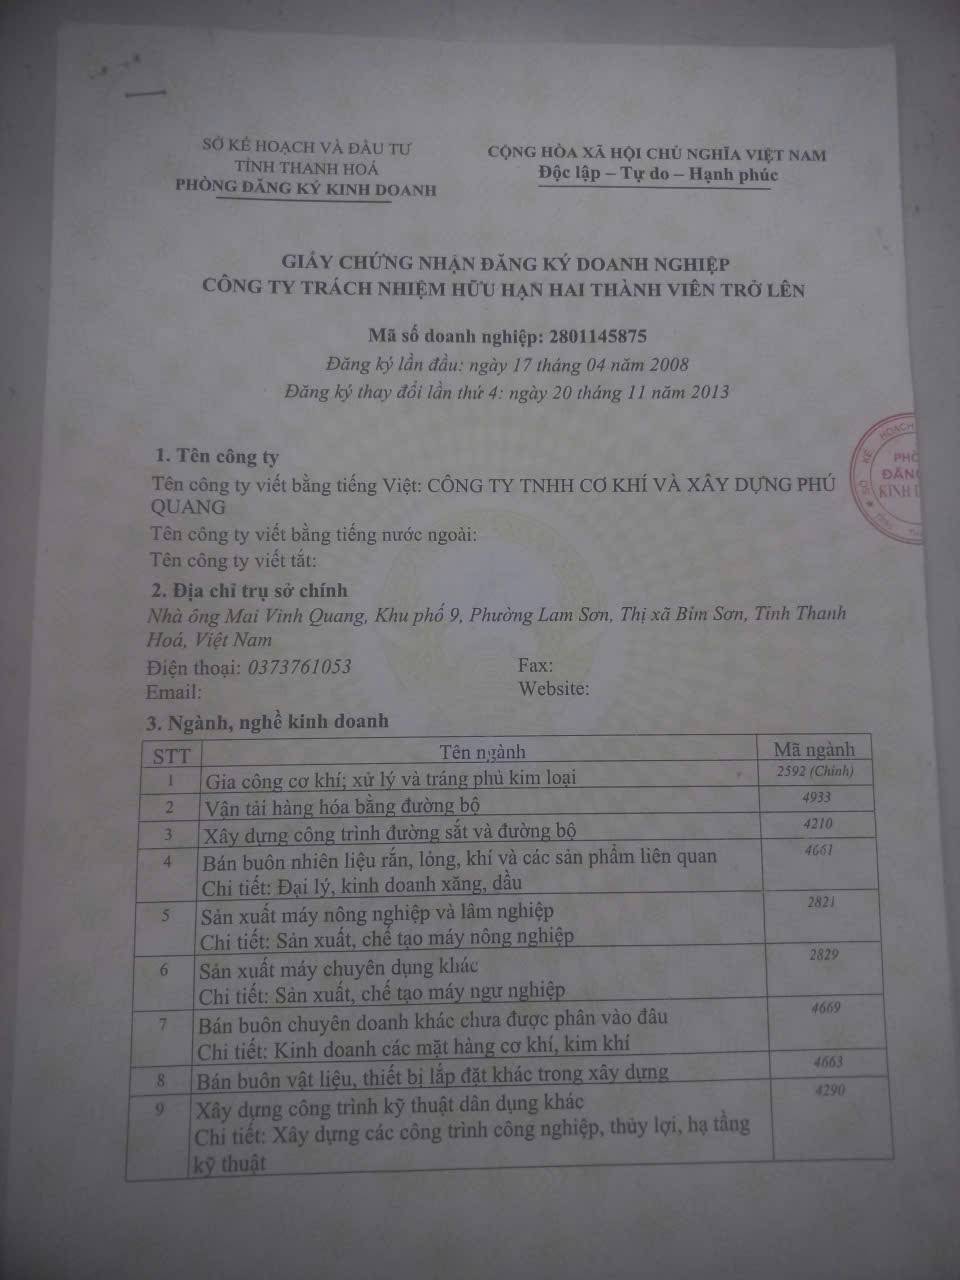 SỞ KẾ HOẠCH VÀ ĐẦU TƯ
TỈNH THANH HOÁ
PHÒNG ĐĂNG KÝ KINH DOANH
CỘNG HÒA XÃ HỘI CHỦ NGHĨA VIỆT NAM
Độc lập – Tự do – Hạnh phúc
GIẤY CHỨNG NHẬN ĐĂNG KÝ DOANH NGHIỆP
CÔNG TY TRÁCH NHIỆM HỮU HẠN HAI THÀNH VIÊN TRỞ LÊN
Mã số doanh nghiệp: 2801145875
Đăng ký lần đầu: ngày 17 tháng 04 năm 2008
Đăng ký thay đổi lần thứ 4: ngày 20 tháng 11 năm 2013
SỞ KẾ HOẠCH
PHÒ
ĐĂNG
KINH D
1. Tên công ty
Tên công ty viết bằng tiếng Việt: CÔNG TY TNHH CƠ KHÍ VÀ XÂY DỰNG PHÚ
QUANG
Tên công ty viết bằng tiếng nước ngoài:
Tên công ty viết tắt:
2. Địa chỉ trụ sở chính
Nhà ông Mai Vinh Quang, Khu phố 9, Phường Lam Sơn, Thị xã Bỉm Sơn, Tỉnh Thanh
Hoá, Việt Nam
Điện thoại: 0373761053 Fax:
Email: Website:
3. Ngành, nghề kinh doanh
STT Tên ngành Mã ngành
1 Gia công cơ khí; xử lý và tráng phủ kim loại 2592 (Chính)
2 Vận tải hàng hóa bằng đường bộ 4933
3 Xây dựng công trình đường sắt và đường bộ 4210
4 Bán buôn nhiên liệu rắn, lỏng, khí và các sản phẩm liên quan 4661
Chi tiết: Đại lý, kinh doanh xăng, dầu
5 Sản xuất máy nông nghiệp và lâm nghiệp 2821
Chi tiết: Sản xuất, chế tạo máy nông nghiệp
6 Sản xuất máy chuyên dụng khác 2829
Chi tiết: Sản xuất, chế tạo máy ngư nghiệp
7 Bán buôn chuyên doanh khác chưa được phân vào đâu 4669
Chi tiết: Kinh doanh các mặt hàng cơ khí, kim khí
8 Bán buôn vật liệu, thiết bị lắp đặt khác trong xây dựng 4663
9 Xây dựng công trình kỹ thuật dân dụng khác 4290
Chi tiết: Xây dựng các công trình công nghiệp, thủy lợi, hạ tầng
kỹ thuật